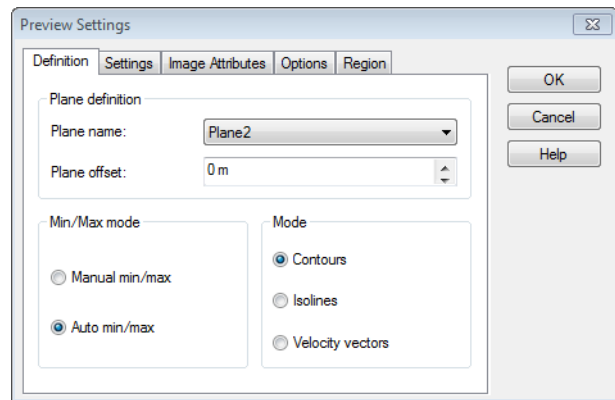 Preview Settings
Definition Settings Image Attributes Options Region
OK
Cancel
Help
Plane definition
Plane name: Plane2
Plane offset: 0 m
Min/Max mode
Manual min/max
Auto min/max
Mode
Contours
Isolines
Velocity vectors